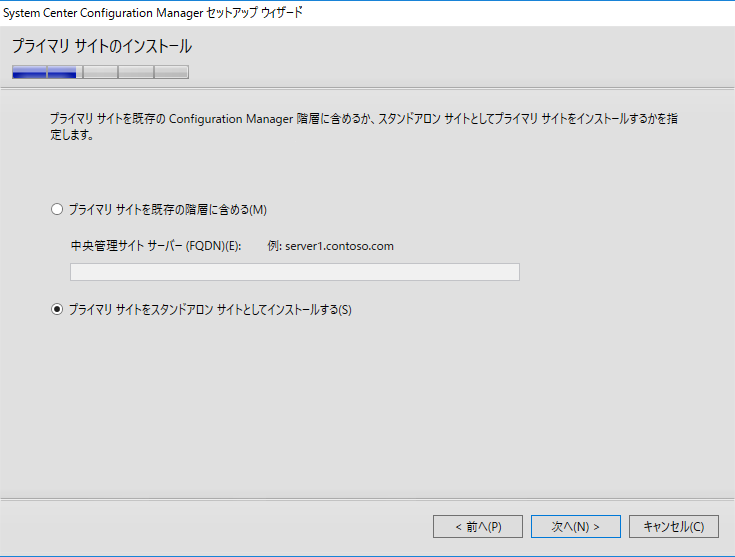 System Center Configuration Manager セットアップ ウィザード
プライマリ サイトのインストール
プライマリ サイトを既存の Configuration Manager 階層に含めるか、スタンドアロン サイトとしてプライマリ サイトをインストールするかを指
定します。
プライマリ サイトを既存の階層に含める(M)
中央管理サイト サーバー (FQDN)(E): 例: server1.contoso.com
プライマリ サイトをスタンドアロン サイトとしてインストールする(S)
< 前へ(P) 次へ(N) > キャンセル(C)